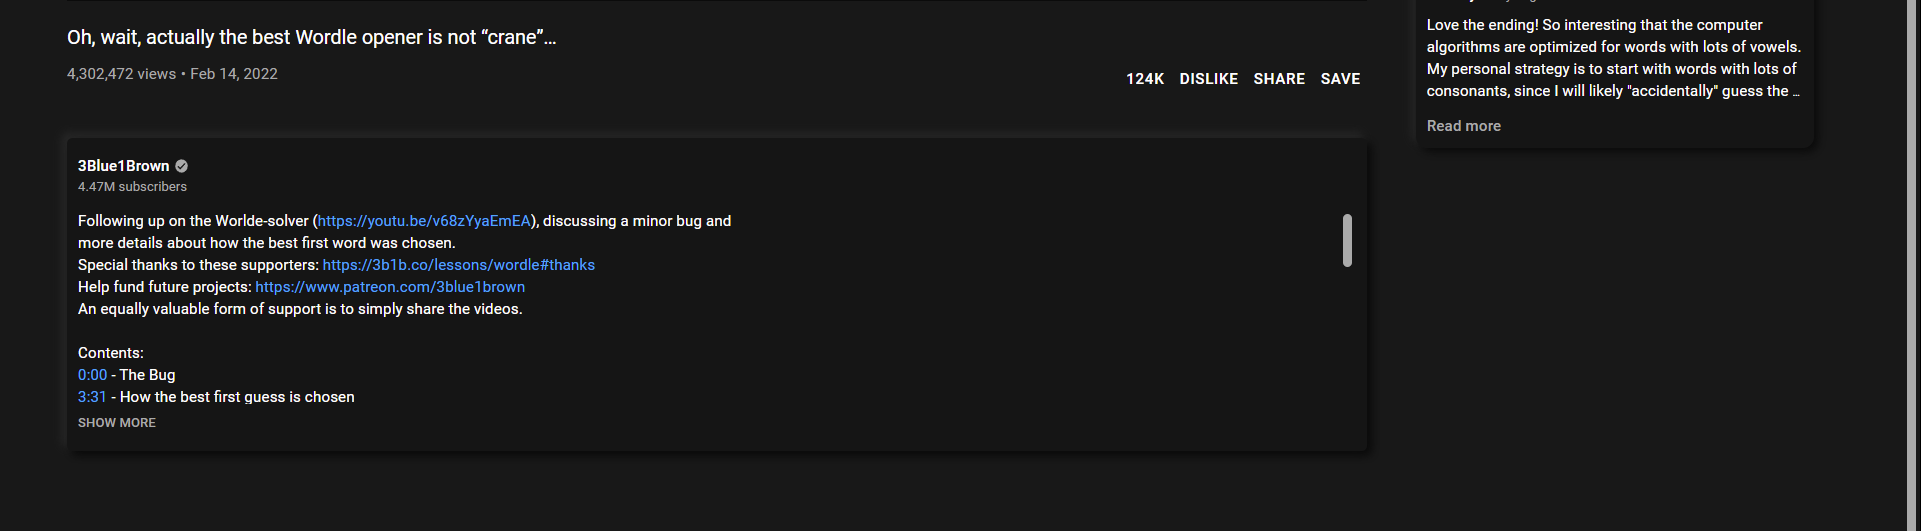 Oh, wait, actually the best Wordle opener is not “crane”…
4,302,472 views • Feb 14, 2022
124K DISLIKE SHARE SAVE
3Blue1Brown
4.47M subscribers
Following up on the Worlde-solver (https://youtu.be/v68zYyaEmEA), discussing a minor bug and
more details about how the best first word was chosen.
Special thanks to these supporters: https://3b1b.co/lessons/wordle#thanks
Help fund future projects: https://www.patreon.com/3blue1brown
An equally valuable form of support is to simply share the videos.
Contents:
0:00 - The Bug
3:31 - How the best first guess is chosen
SHOW MORE
Love the ending! So interesting that the computer
algorithms are optimized for words with lots of vowels.
My personal strategy is to start with words with lots of
consonants, since I will likely "accidentally" guess the …
Read more